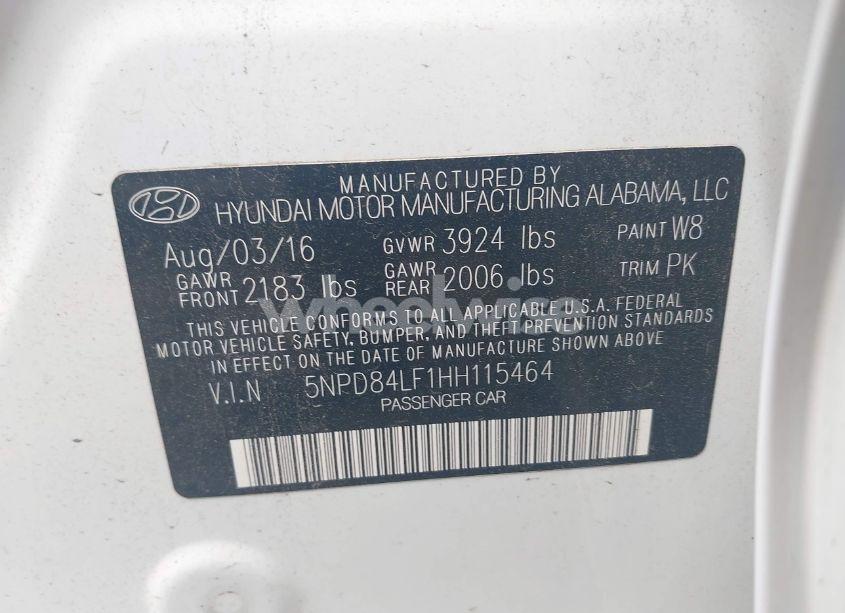 MANUFACTURED BY
HYUNDAI MOTOR MANUFACTURING ALABAMA, LLC
Aug/03/16 GVWR 3924 lbs PAINT W8
GAWR FRONT 2183 lbs GAWR REAR 2006 lbs TRIM PK
THIS VEHICLE CONFORMS TO ALL APPLICABLE U.S.A. FEDERAL
MOTOR VEHICLE SAFETY, BUMPER, AND THEFT PREVENTION STANDARDS
IN EFFECT ON THE DATE OF MANUFACTURE SHOWN ABOVE
V.I.N 5NPD84LF1HH115464
PASSENGER CAR
wheelwise